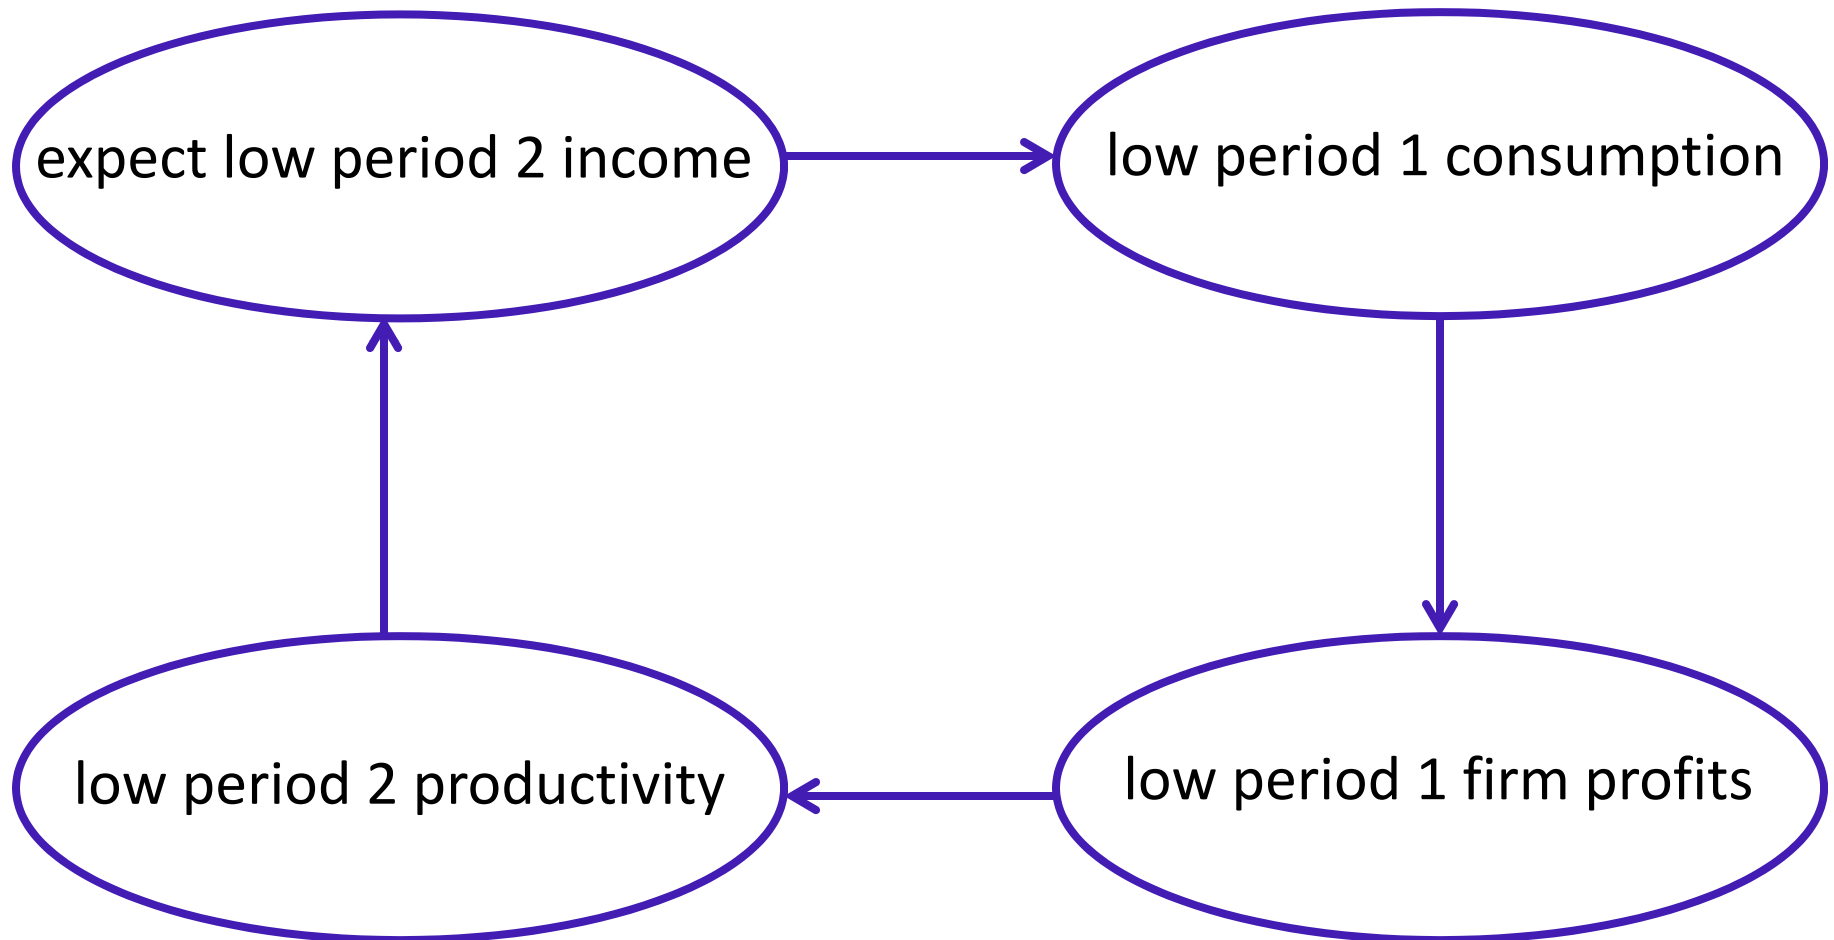 expect low period 2 income
low period 1 consumption
low period 2 productivity
low period 1 firm profits